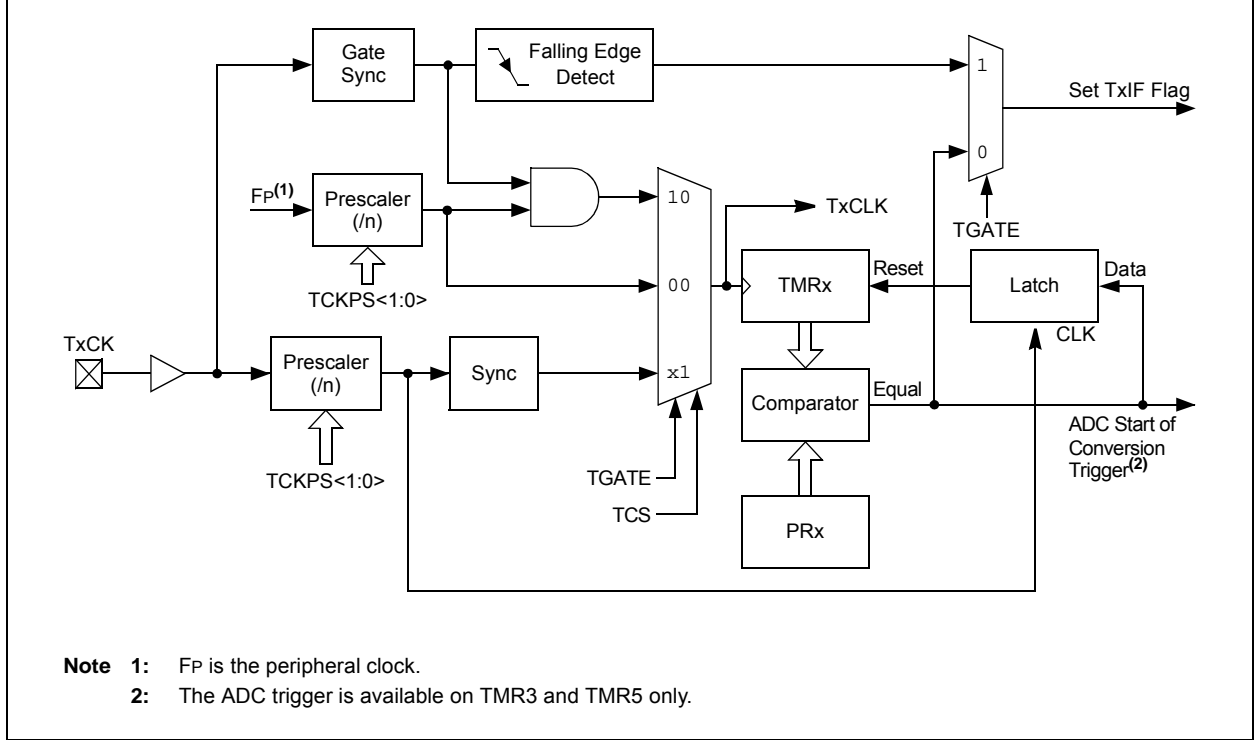 Gate
Sync
Falling Edge
Detect
1
Set TxIF Flag
0
FP(1)
Prescaler
(/n)
10
TxCLK
TGATE
TCKPS<1:0>
00
TMRx
Reset
Latch
Data
CLK
TxCK
Prescaler
(/n)
Sync
x1
Comparator
Equal
ADC Start of
Conversion
Trigger(2)
TCKPS<1:0>
TGATE
TCS
PRx
Note 1: FP is the peripheral clock.
2: The ADC trigger is available on TMR3 and TMR5 only.